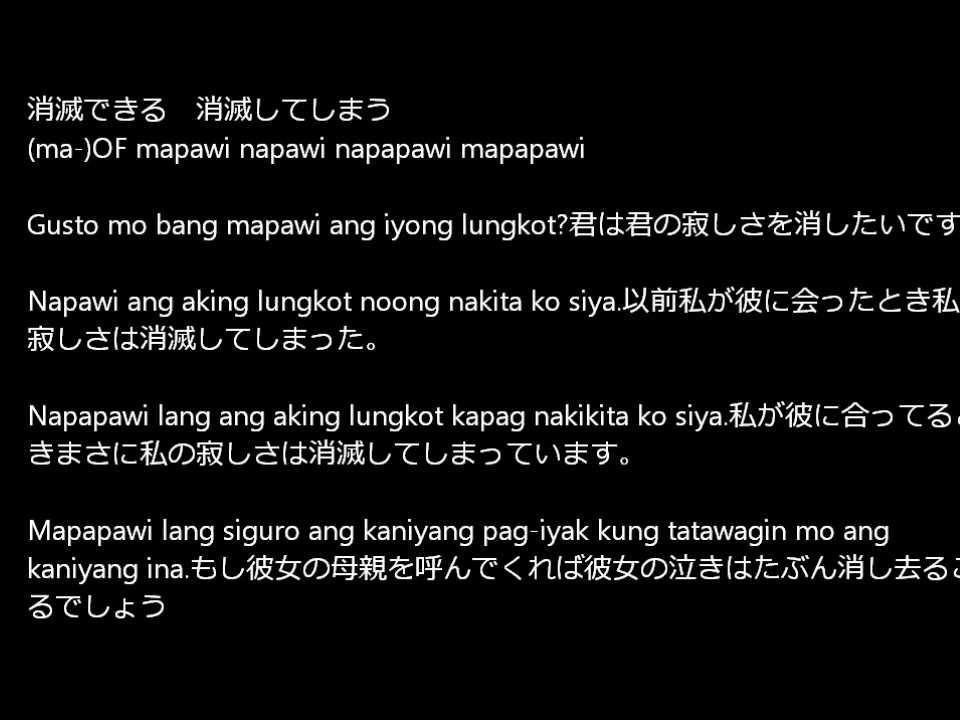 消滅できる　消滅してしまう
(ma-)OF mapawi napawi napapawi mapapawi
Gusto mo bang mapawi ang iyong lungkot?君は君の寂しさを消したいです
Napawi ang aking lungkot noong nakita ko siya.以前私が彼に会ったとき私
寂しさは消滅してしまった。
Napapawi lang ang aking lungkot kapag nakikita ko siya.私が彼に合ってると
きまさに私の寂しさは消滅してしまっています。
Mapapawi lang siguro ang kaniyang pag-iyak kung tatawagin mo ang
kaniyang ina.もし彼女の母親を呼んでくれば彼女の泣きはたぶん消し去るこ
るでしょう